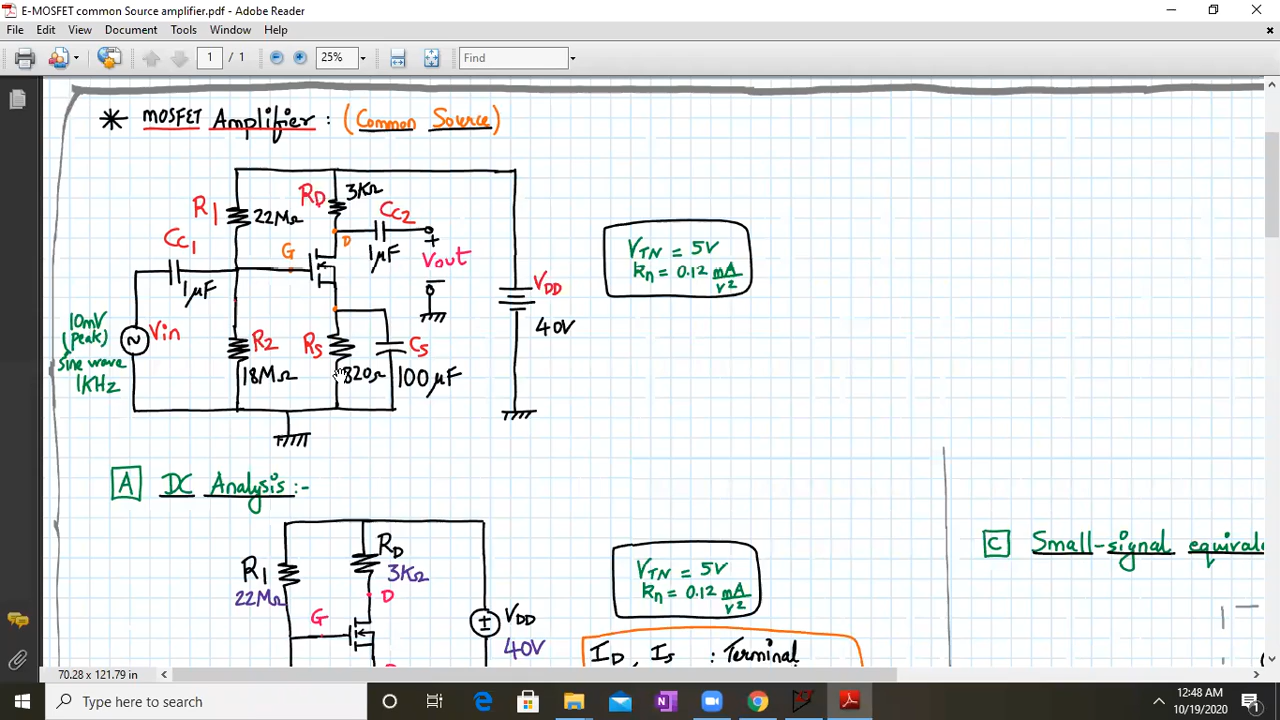 E-MOSFET common Source amplifier.pdf - Adobe Reader
File Edit View Document Tools Window Help
1 / 1 25% Find
* MOSFET Amplifier : (Common Source)
RD 3KΩ
R1 22MΩ
CC2
CC1
G
D
1μF
Vout
+
−
1μF
VTN = 5V
kn = 0.12 mA/V²
VDD
40V
10mV
(peak)
Sine wave
1KHz
Vin
R2
18MΩ
RS
820Ω
CS
100μF
A DC Analysis :-
RD
3KΩ
R1
22MΩ
D
G
VDD
40V
VTN = 5V
kn = 0.12 mA/V²
ID , IS : Terminal
C Small-signal equivale
70.28 x 121.79 in
Type here to search
12:48 AM
10/19/2020